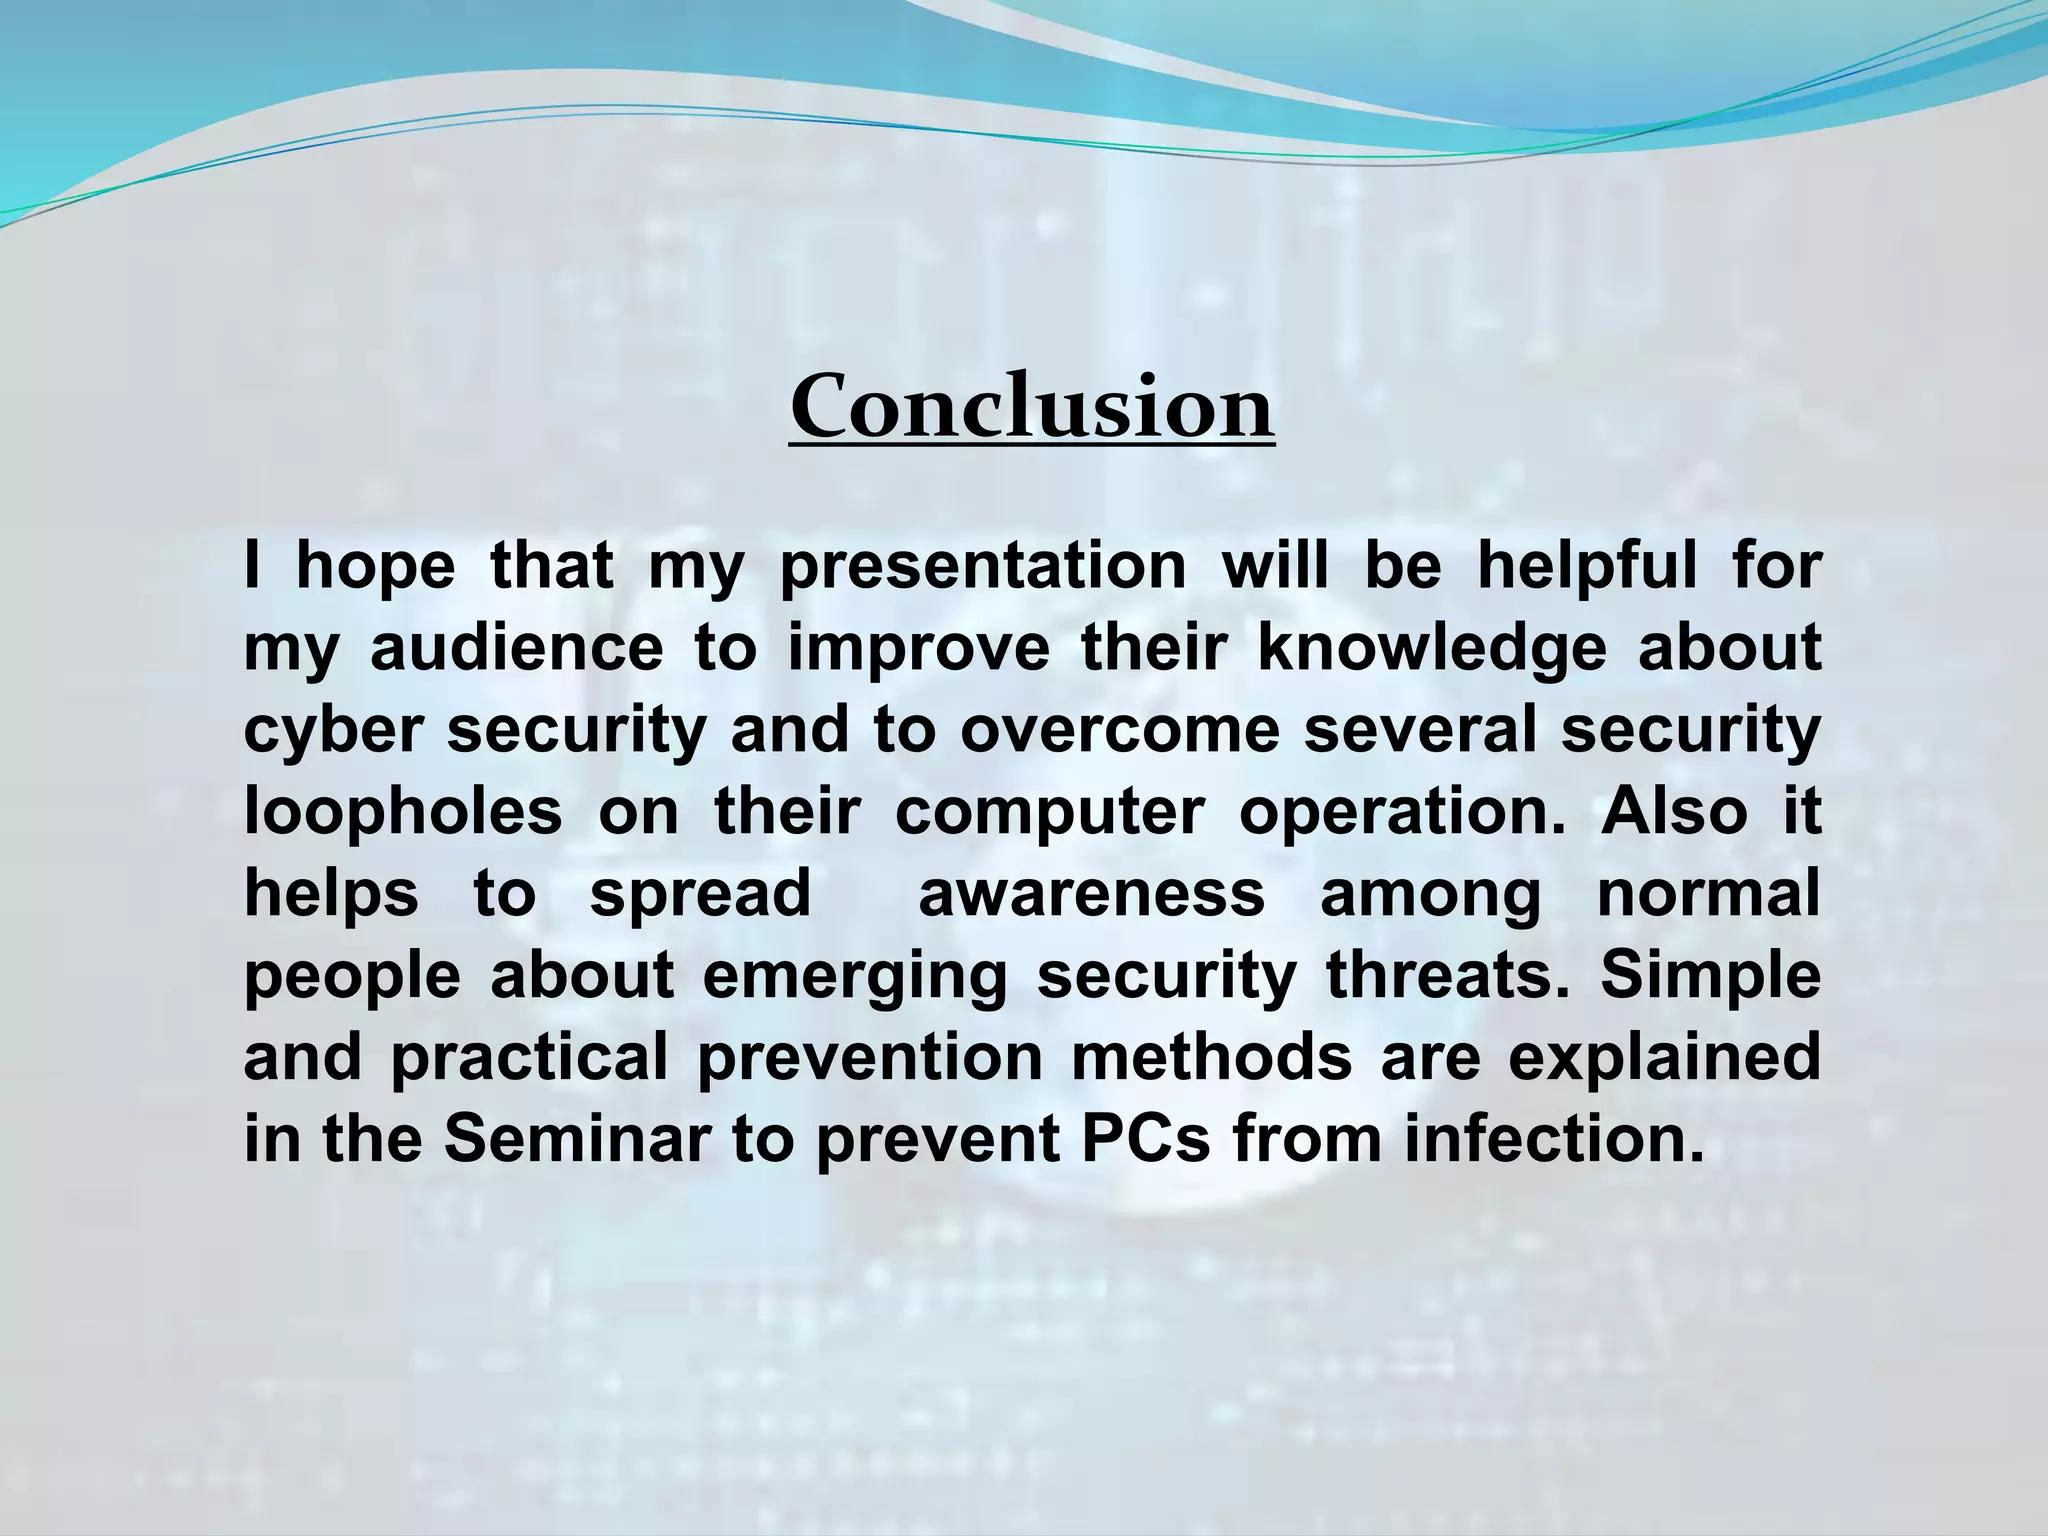 Conclusion
I hope that my presentation will be helpful for
my audience to improve their knowledge about
cyber security and to overcome several security
loopholes on their computer operation. Also it
helps to spread  awareness among normal
people about emerging security threats. Simple
and practical prevention methods are explained
in the Seminar to prevent PCs from infection.